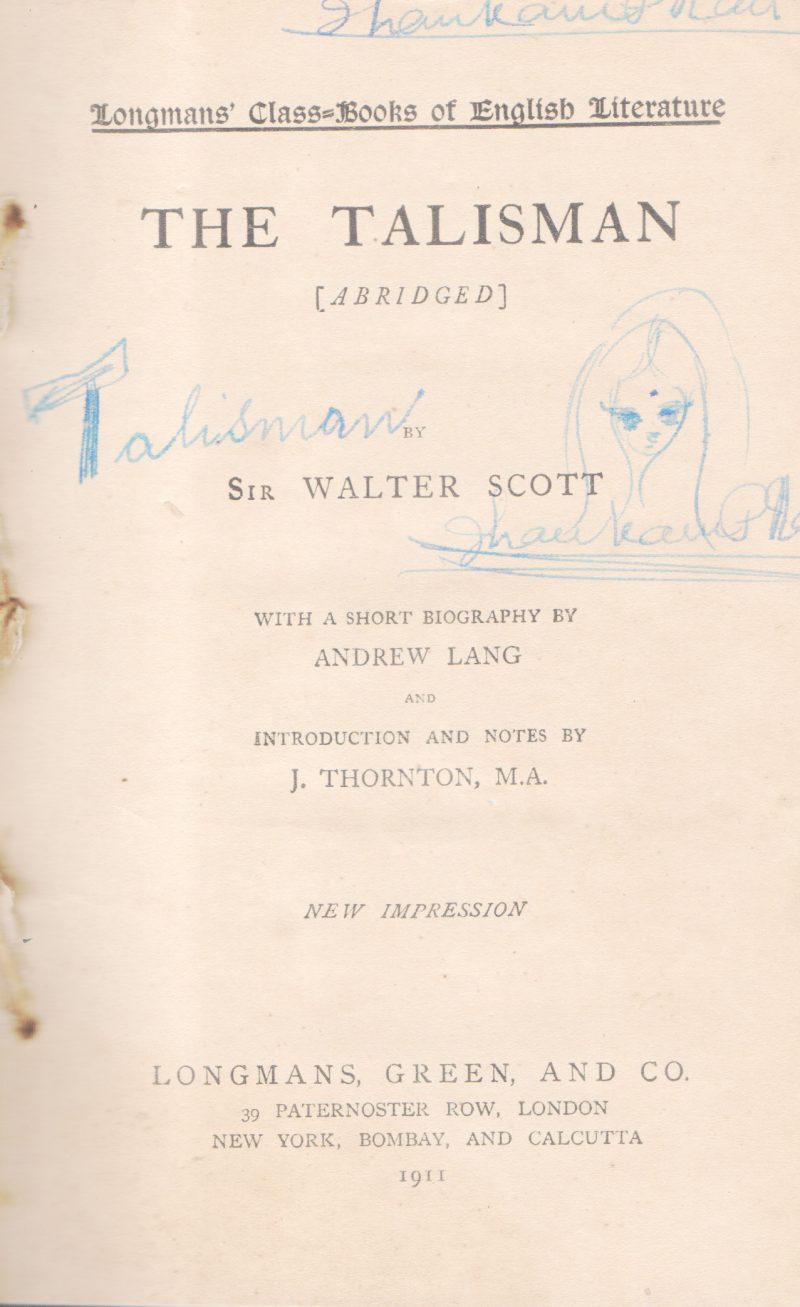 Longmans' Class-Books of English Literature
THE TALISMAN
[ABRIDGED]
Talisman
BY
SIR WALTER SCOTT
WITH A SHORT BIOGRAPHY BY
ANDREW LANG
AND
INTRODUCTION AND NOTES BY
J. THORNTON, M.A.
NEW IMPRESSION
LONGMANS, GREEN, AND CO.
39 PATERNOSTER ROW, LONDON
NEW YORK, BOMBAY, AND CALCUTTA
1911